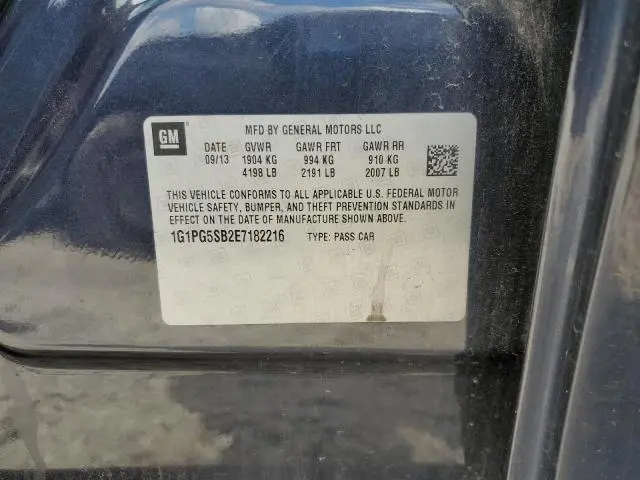 GM
MFD BY GENERAL MOTORS LLC
DATE GVWR GAWR FRT GAWR RR
09/13 1904 KG 994 KG 910 KG
4198 LB 2191 LB 2007 LB
THIS VEHICLE CONFORMS TO ALL APPLICABLE U.S. FEDERAL MOTOR
VEHICLE SAFETY, BUMPER, AND THEFT PREVENTION STANDARDS IN
EFFECT ON THE DATE OF MANUFACTURE SHOWN ABOVE.
1G1PG5SB2E7182216 TYPE: PASS CAR